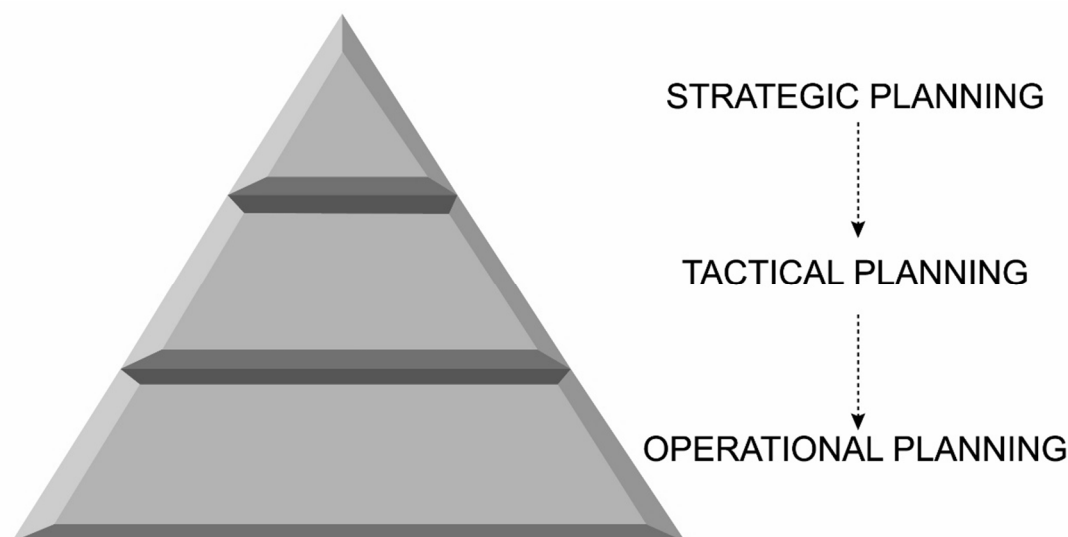 STRATEGIC PLANNING
TACTICAL PLANNING
OPERATIONAL PLANNING